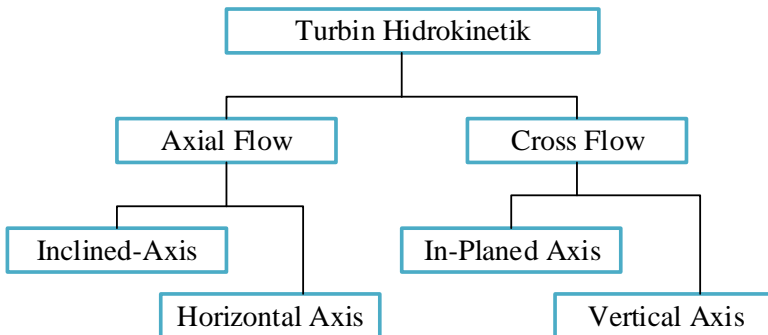 Turbin Hidrokinetik
Axial Flow
Cross Flow
Inclined-Axis
In-Planed Axis
Horizontal Axis
Vertical Axis